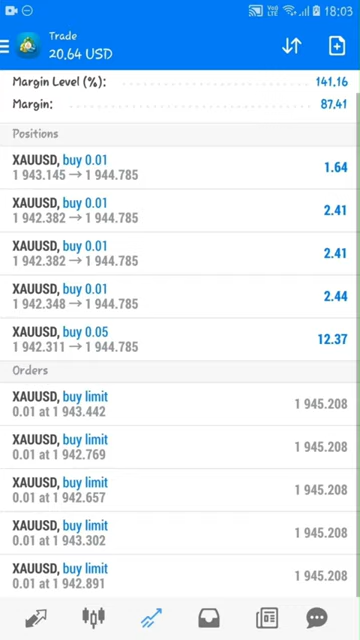 18:03
Trade
20.64 USD
Margin Level (%): 141.16
Margin: 87.41
Positions
XAUUSD, buy 0.01
1 943.145 → 1 944.785 1.64
XAUUSD, buy 0.01
1 942.382 → 1 944.785 2.41
XAUUSD, buy 0.01
1 942.382 → 1 944.785 2.41
XAUUSD, buy 0.01
1 942.348 → 1 944.785 2.44
XAUUSD, buy 0.05
1 942.311 → 1 944.785 12.37
Orders
XAUUSD, buy limit
0.01 at 1 943.442 1 945.208
XAUUSD, buy limit
0.01 at 1 942.769 1 945.208
XAUUSD, buy limit
0.01 at 1 942.657 1 945.208
XAUUSD, buy limit
0.01 at 1 943.302 1 945.208
XAUUSD, buy limit
0.01 at 1 942.891 1 945.208